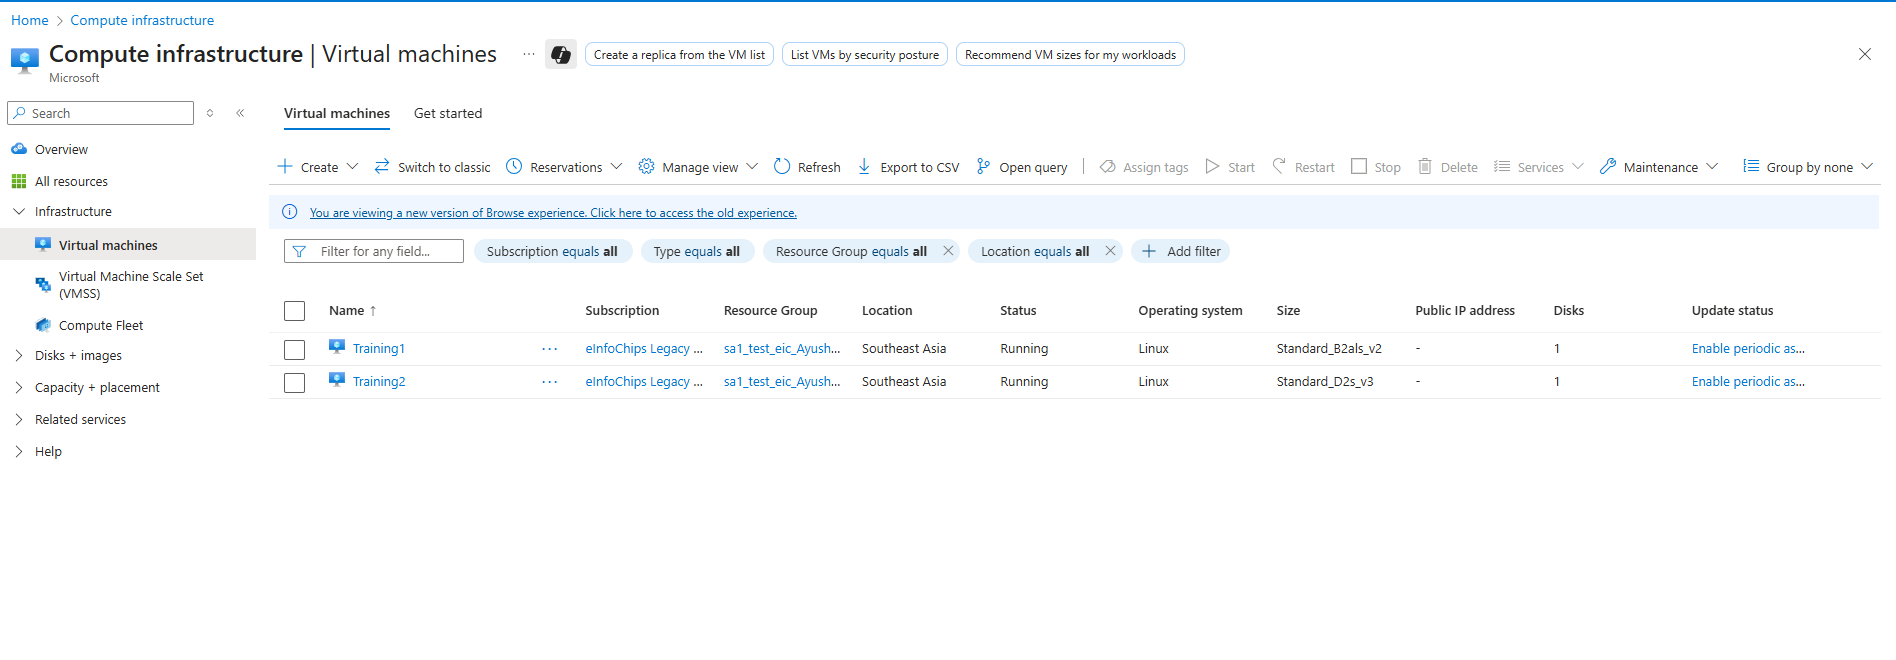 Home > Compute infrastructure
Compute infrastructure | Virtual machines ... Create a replica from the VM list List VMs by security posture Recommend VM sizes for my workloads
Microsoft
Search
Overview
All resources
Infrastructure
Virtual machines
Virtual Machine Scale Set
(VMSS)
Compute Fleet
Disks + images
Capacity + placement
Related services
Help
Virtual machines Get started
Create Switch to classic Reservations Manage view Refresh Export to CSV Open query | Assign tags Start Restart Stop Delete Services Maintenance Group by none
You are viewing a new version of Browse experience. Click here to access the old experience.
Filter for any field... Subscription equals all Type equals all Resource Group equals all Location equals all Add filter
Name ↑ Subscription Resource Group Location Status Operating system Size Public IP address Disks Update status
Training1 ... eInfoChips Legacy ... sa1_test_eic_Ayush... Southeast Asia Running Linux Standard_B2als_v2 - 1 Enable periodic as...
Training2 ... eInfoChips Legacy ... sa1_test_eic_Ayush... Southeast Asia Running Linux Standard_D2s_v3 - 1 Enable periodic as...